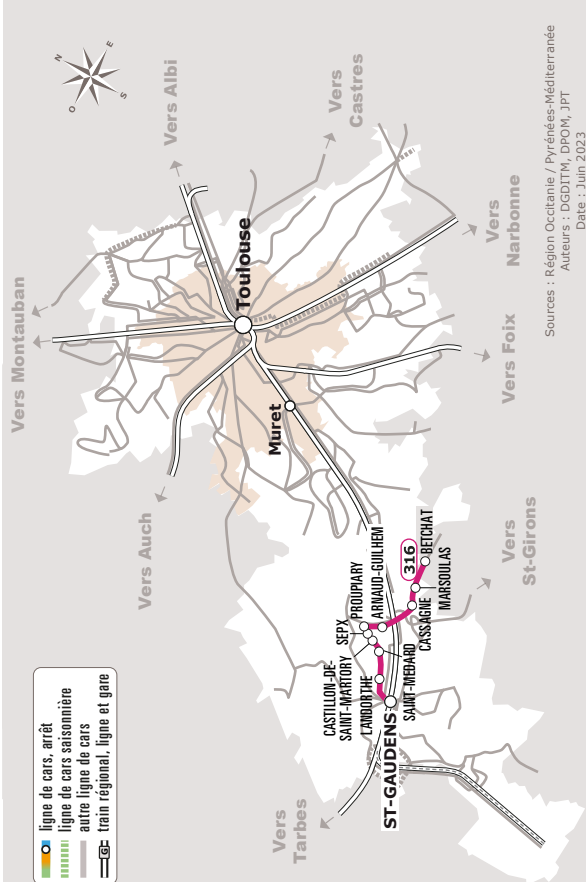 ligne de cars, arrêt
ligne de cars saisonnière
autre ligne de cars
G
train régional, ligne et gare
N
E
S
O
Vers Montauban
Vers Albi
Vers
Castres
Vers Auch
Toulouse
Muret
Vers
Narbonne
Vers Foix
Vers
St-Girons
Vers
Tarbes
CASTILLON-DE-
SAINT-MARTORY
LANDORTHE
SEPX
PROUPIARY
ARNAUD-GUILHEM
316
BETCHAT
MARSOULAS
CASSAGNE
SAINT-MÉDARD
ST-GAUDENS
Sources : Région Occitanie / Pyrénées-Méditerranée
Auteurs : DGDITM, DPOM, JPT
Date : Juin 2023